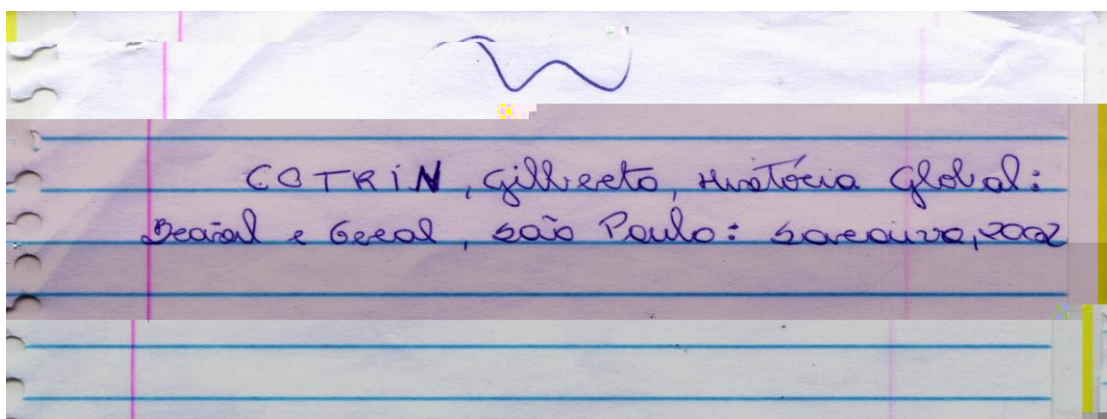 COTRIN, Gilberto, História Global:
Brasil e Geral, São Paulo: Saraiva, 2002